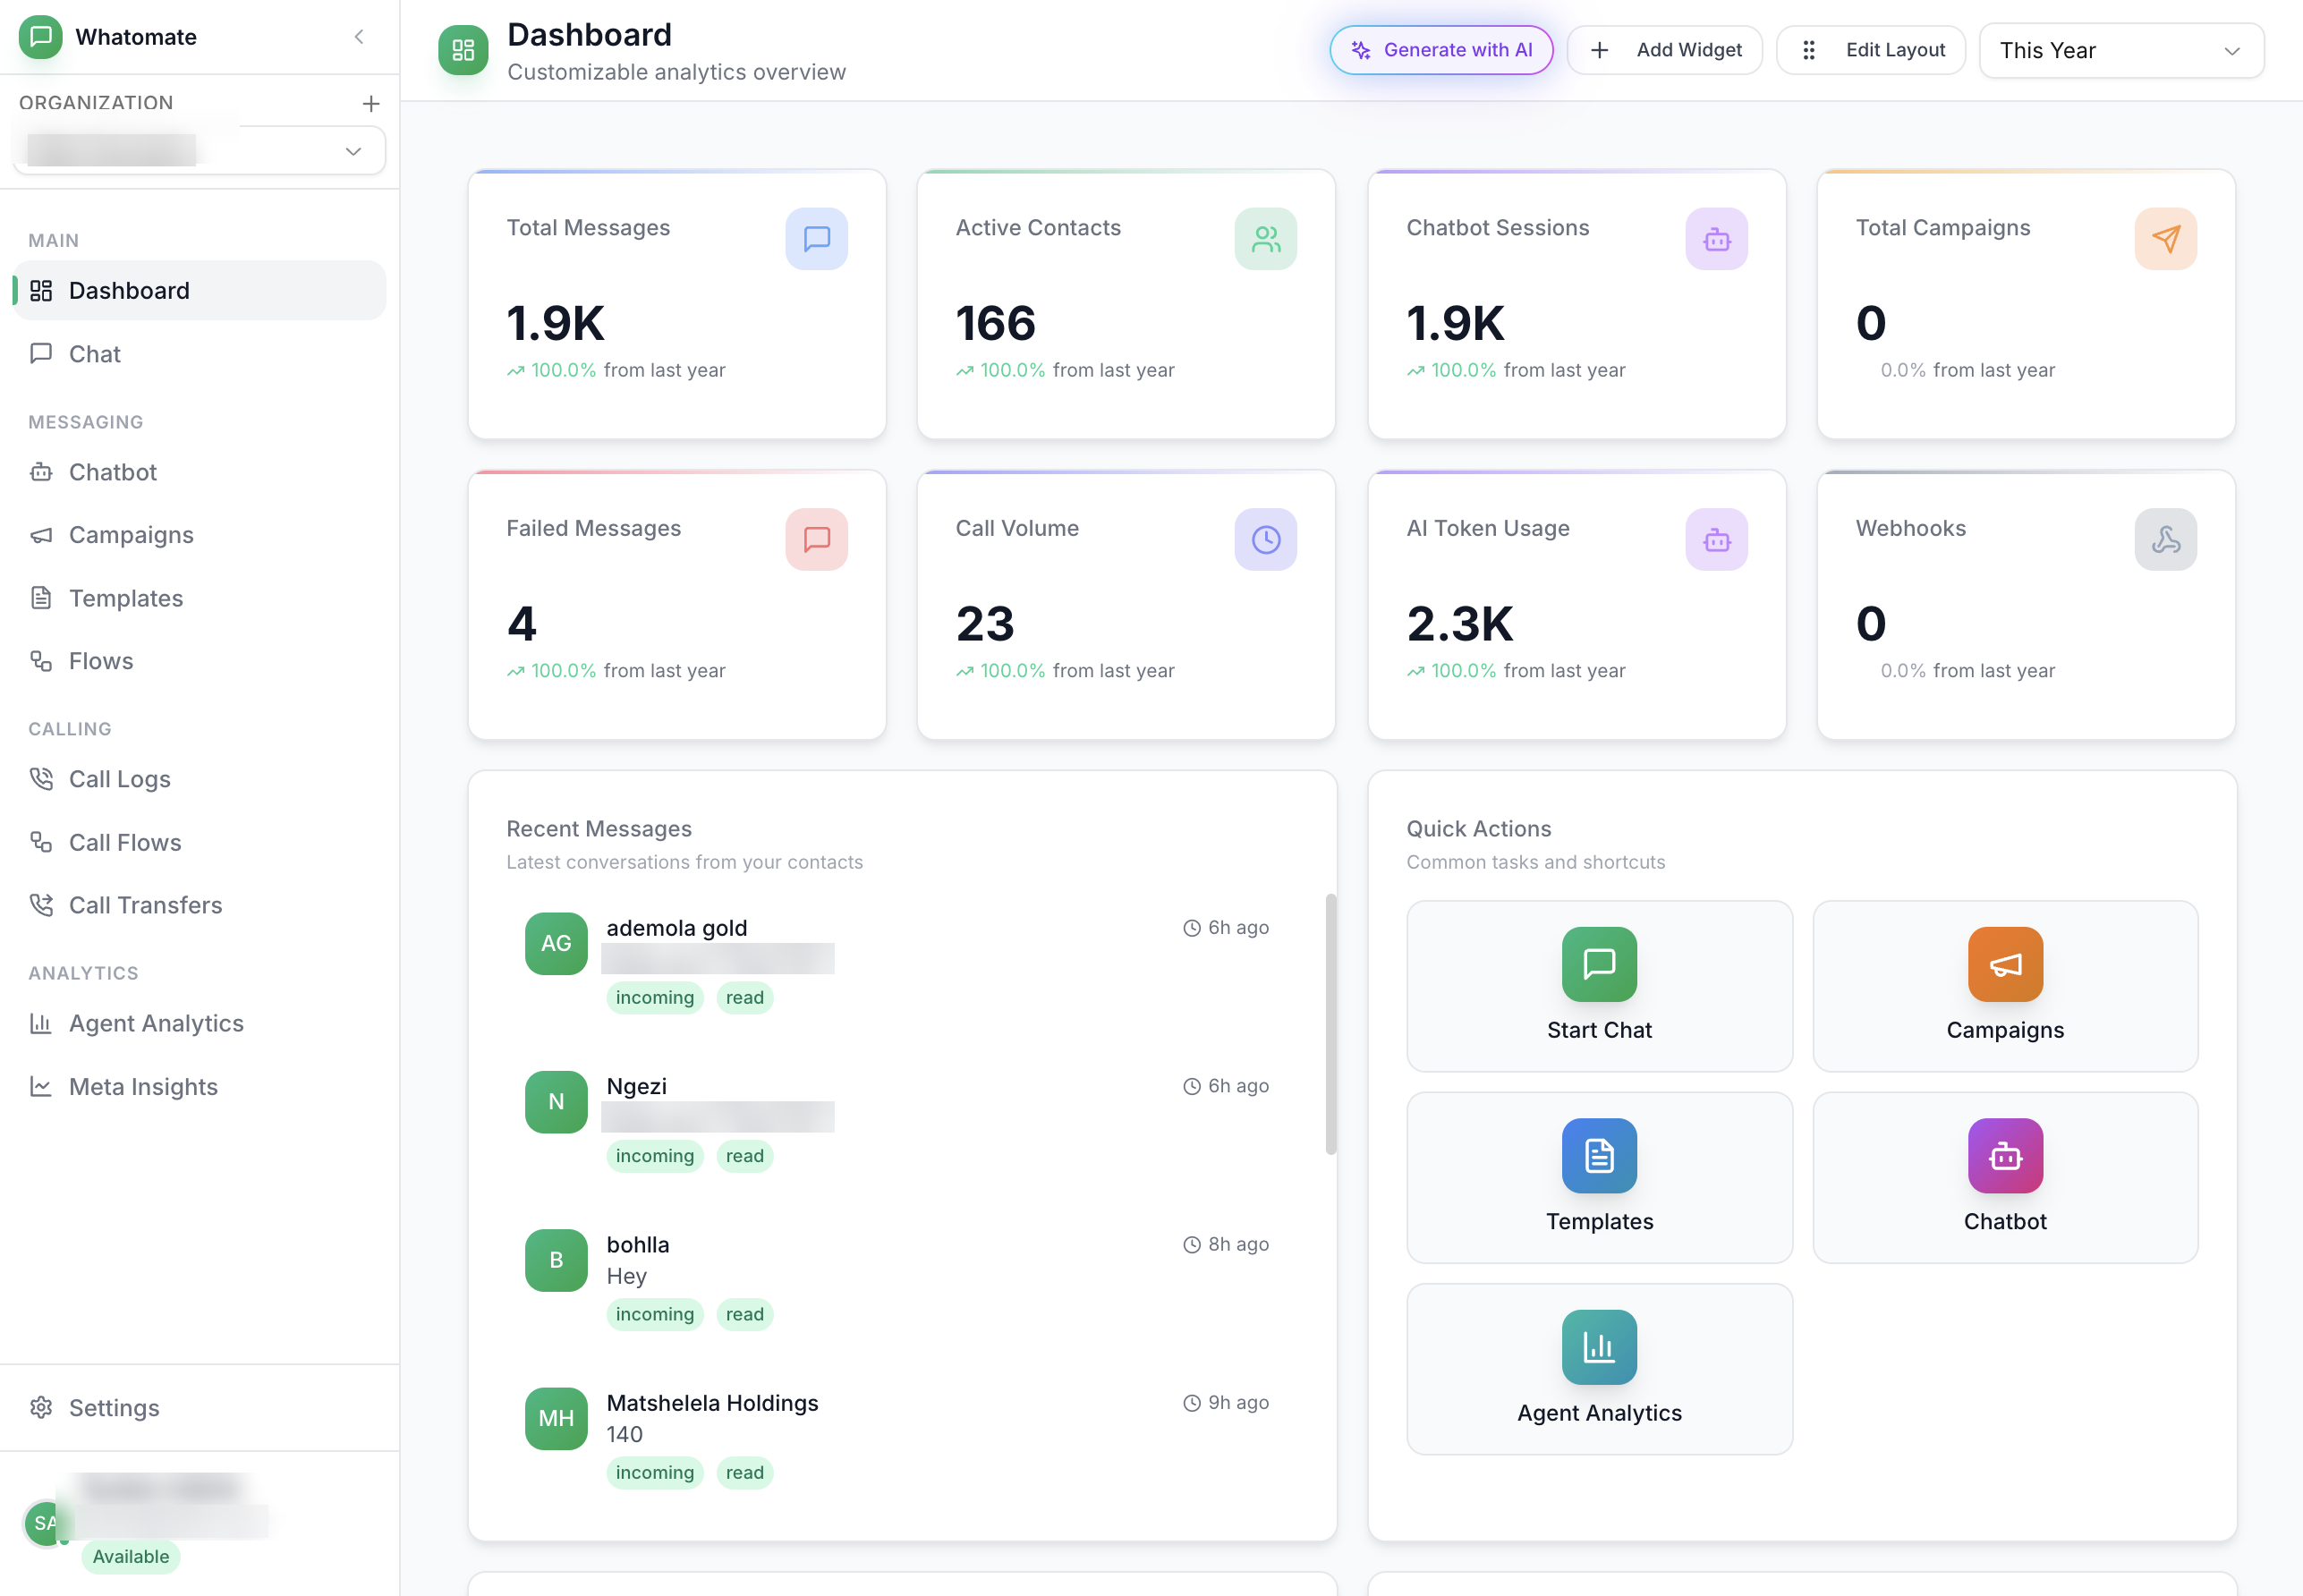 Whatomate
ORGANIZATION
MAIN
Dashboard
Chat
MESSAGING
Chatbot
Campaigns
Templates
Flows
CALLING
Call Logs
Call Flows
Call Transfers
ANALYTICS
Agent Analytics
Meta Insights
Settings
SA
Available
Dashboard
Customizable analytics overview
Generate with AI
Add Widget
Edit Layout
This Year
Total Messages
1.9K
100.0% from last year
Active Contacts
166
100.0% from last year
Chatbot Sessions
1.9K
100.0% from last year
Total Campaigns
0
0.0% from last year
Failed Messages
4
100.0% from last year
Call Volume
23
100.0% from last year
AI Token Usage
2.3K
100.0% from last year
Webhooks
0
0.0% from last year
Recent Messages
Latest conversations from your contacts
AG
ademola gold
6h ago
incoming read
N
Ngezi
6h ago
incoming read
B
bohlla
8h ago
Hey
incoming read
MH
Matshelela Holdings
9h ago
140
incoming read
Quick Actions
Common tasks and shortcuts
Start Chat
Campaigns
Templates
Chatbot
Agent Analytics